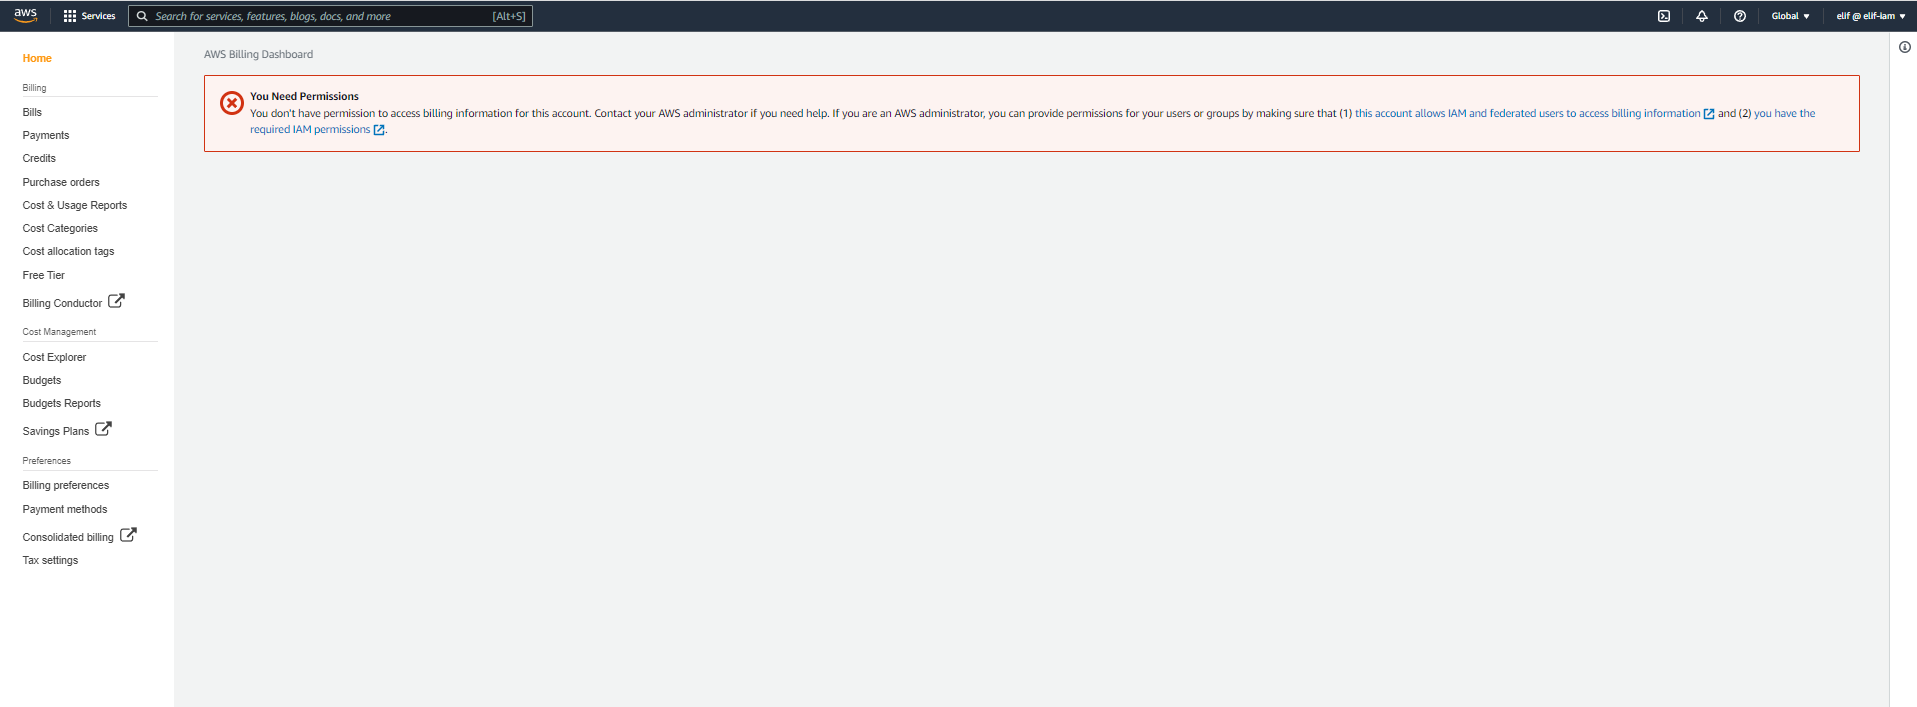 aws
Services
Search for services, features, blogs, docs, and more
[Alt+S]
Global
elif @ elif-iam
Home
Billing
Bills
Payments
Credits
Purchase orders
Cost & Usage Reports
Cost Categories
Cost allocation tags
Free Tier
Billing Conductor
Cost Management
Cost Explorer
Budgets
Budgets Reports
Savings Plans
Preferences
Billing preferences
Payment methods
Consolidated billing
Tax settings
AWS Billing Dashboard
You Need Permissions
You don't have permission to access billing information for this account. Contact your AWS administrator if you need help. If you are an AWS administrator, you can provide permissions for your users or groups by making sure that (1) this account allows IAM and federated users to access billing information and (2) you have the
required IAM permissions.